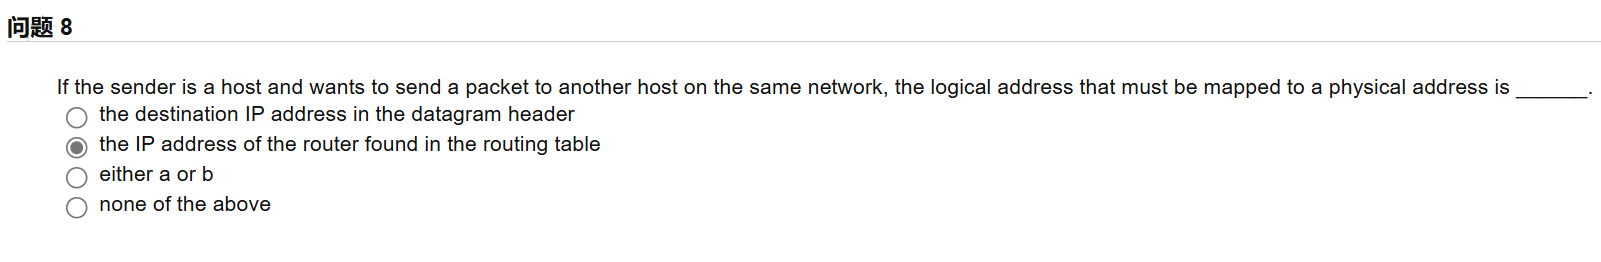 问题 8
If the sender is a host and wants to send a packet to another host on the same network, the logical address that must be mapped to a physical address is ______.
the destination IP address in the datagram header
the IP address of the router found in the routing table
either a or b
none of the above